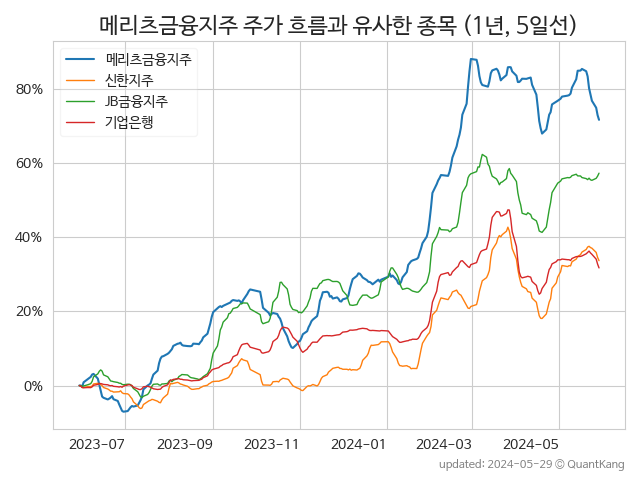 메리츠금융지주 주가 흐름과 유사한 종목 (1년, 5일선)
메리츠금융지주
신한지주
JB금융지주
기업은행
80%
60%
40%
20%
0%
2023-07
2023-09
2023-11
2024-01
2024-03
2024-05
updated: 2024-05-29 © QuantKang